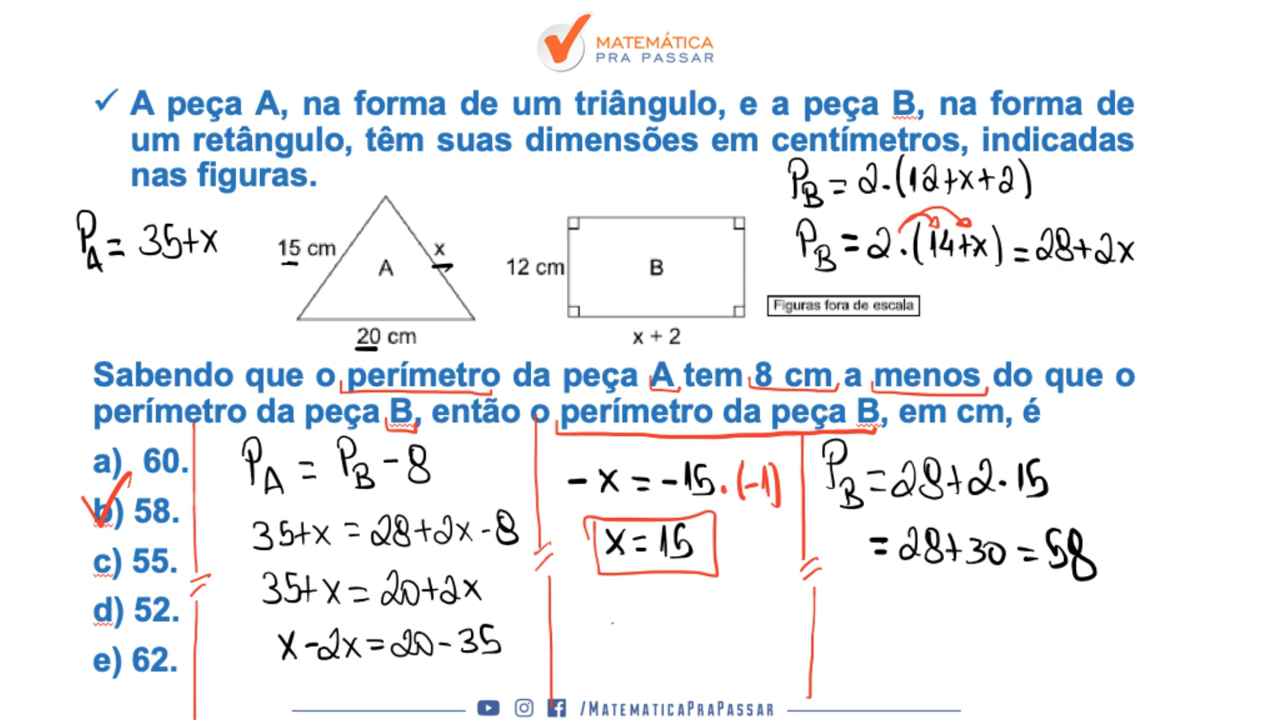 MATEMÁTICA
PRA PASSAR
✓ A peça A, na forma de um triângulo, e a peça B, na forma de
um retângulo, têm suas dimensões em centímetros, indicadas
nas figuras.
P_B = 2.(12+x+2)
P_A = 35+x
15 cm
x
A
20 cm
12 cm
B
x + 2
P_B = 2.(14+x) = 28+2x
Figuras fora de escala
Sabendo que o perímetro da peça A tem 8 cm a menos do que o
perímetro da peça B, então o perímetro da peça B, em cm, é
a) 60.
b) 58.
c) 55.
d) 52.
e) 62.
P_A = P_B - 8
35+x = 28+2x-8
35+x = 20+2x
x-2x = 20-35
-x = -15 .(-1)
x = 15
P_B = 28+2.15
= 28+30 = 58
/MATEMATICAPRAPASSAR